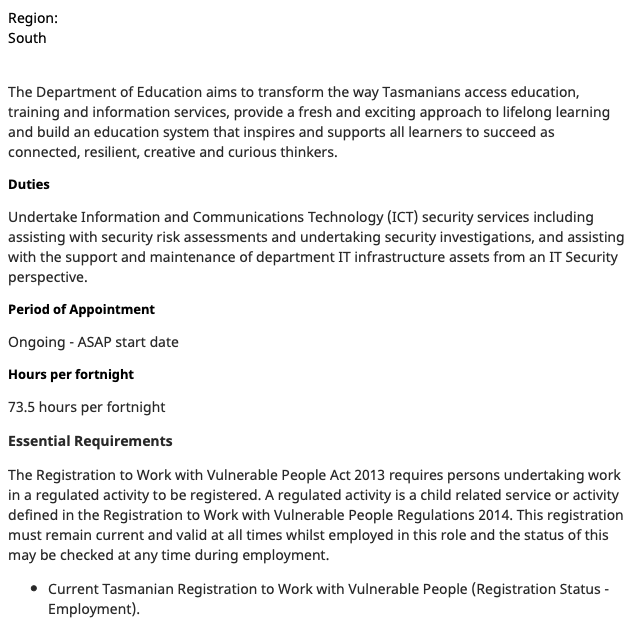 Region:
South
The Department of Education aims to transform the way Tasmanians access education,
training and information services, provide a fresh and exciting approach to lifelong learning
and build an education system that inspires and supports all learners to succeed as
connected, resilient, creative and curious thinkers.
Duties
Undertake Information and Communications Technology (ICT) security services including
assisting with security risk assessments and undertaking security investigations, and assisting
with the support and maintenance of department IT infrastructure assets from an IT Security
perspective.
Period of Appointment
Ongoing - ASAP start date
Hours per fortnight
73.5 hours per fortnight
Essential Requirements
The Registration to Work with Vulnerable People Act 2013 requires persons undertaking work
in a regulated activity to be registered. A regulated activity is a child related service or activity
defined in the Registration to Work with Vulnerable People Regulations 2014. This registration
must remain current and valid at all times whilst employed in this role and the status of this
may be checked at any time during employment.
• Current Tasmanian Registration to Work with Vulnerable People (Registration Status -
Employment).